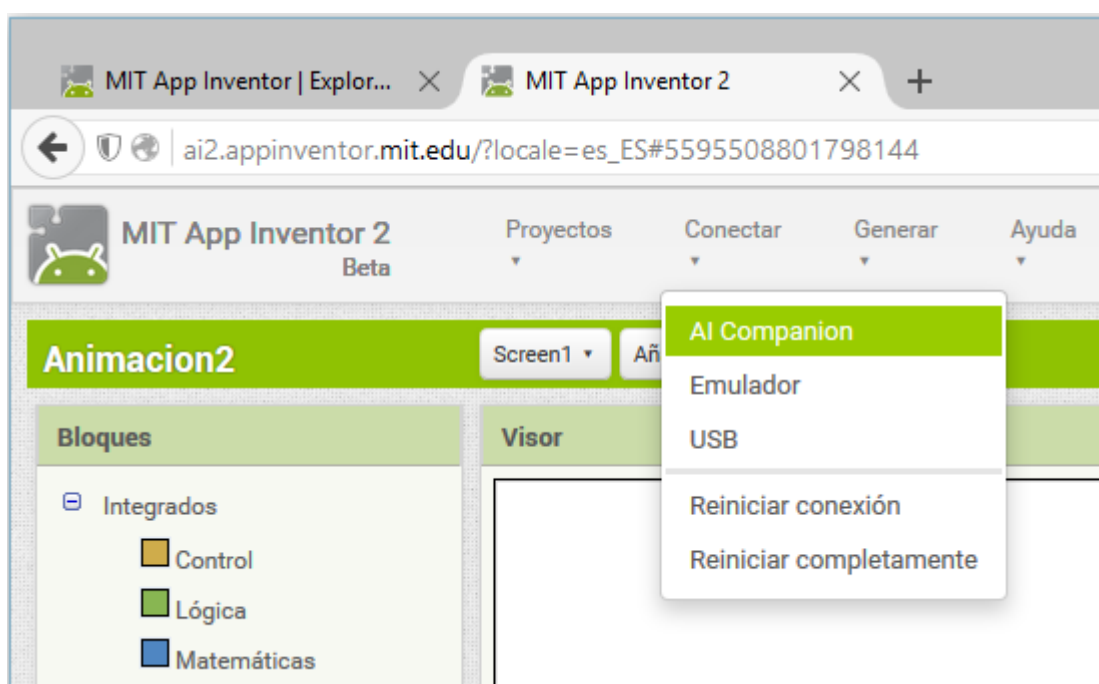 MIT App Inventor | Explor...
MIT App Inventor 2
ai2.appinventor.mit.edu/?locale=es_ES#5595508801798144
MIT App Inventor 2
Beta
Proyectos
Conectar
Generar
Ayuda
Animacion2
Screen1
Añ
AI Companion
Emulador
USB
Reiniciar conexión
Reiniciar completamente
Bloques
Visor
Integrados
Control
Lógica
Matemáticas